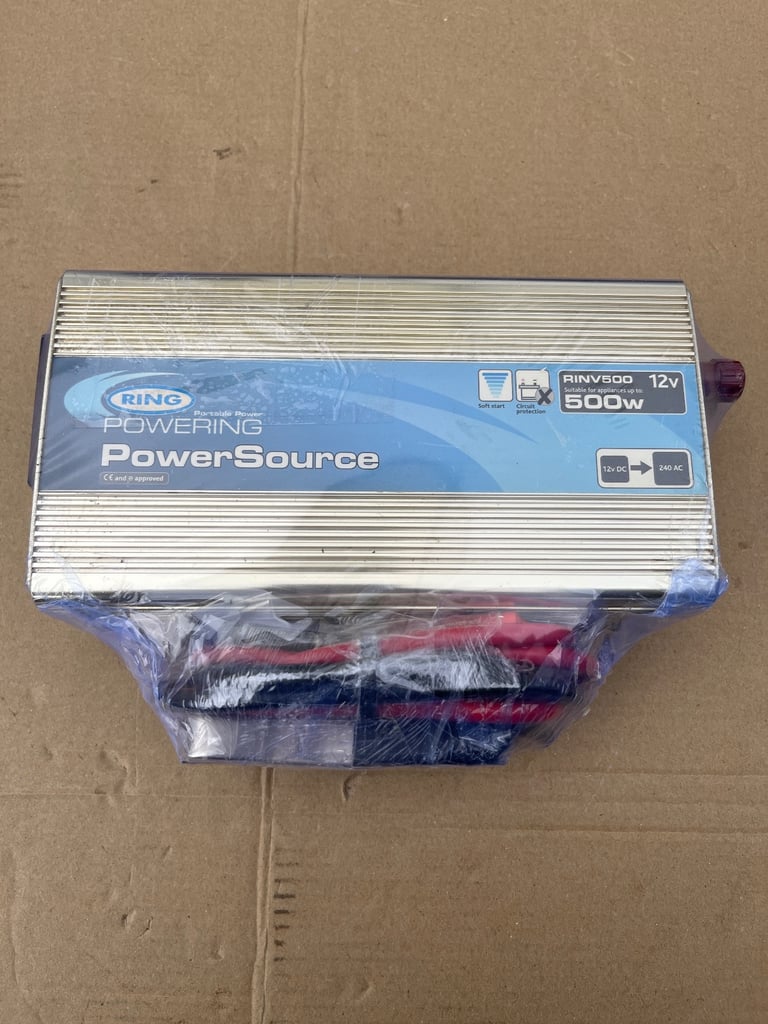 RING
Portable Power
POWERING
PowerSource
CE and e approved
Soft start
Circuit
protection
RINV500 12v
Suitable for appliances up to:
500w
12v DC
240 AC